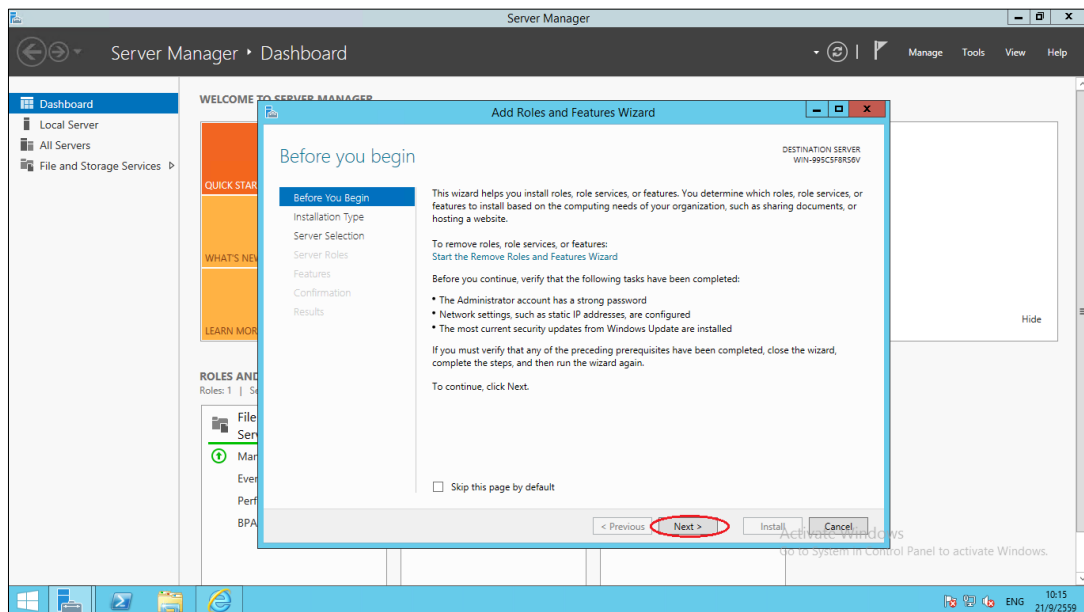 Server Manager
Server Manager • Dashboard
Manage Tools View Help
Dashboard
Local Server
All Servers
File and Storage Services
WELCOME TO SERVER MANAGER
QUICK STAR
WHAT'S NEW
LEARN MOR
Hide
ROLES AND
Roles: 1 | Se
File
Serv
Man
Even
Perf
BPA
Add Roles and Features Wizard
Before you begin
DESTINATION SERVER
WIN-995C5F8RS6V
Before You Begin
Installation Type
Server Selection
Server Roles
Features
Confirmation
Results
This wizard helps you install roles, role services, or features. You determine which roles, role services, or
features to install based on the computing needs of your organization, such as sharing documents, or
hosting a website.
To remove roles, role services, or features:
Start the Remove Roles and Features Wizard
Before you continue, verify that the following tasks have been completed:
• The Administrator account has a strong password
• Network settings, such as static IP addresses, are configured
• The most current security updates from Windows Update are installed
If you must verify that any of the preceding prerequisites have been completed, close the wizard,
complete the steps, and then run the wizard again.
To continue, click Next.
Skip this page by default
< Previous Next > Install Cancel
Activate Windows
Go to System in Control Panel to activate Windows.
ENG
10:15
21/9/2559